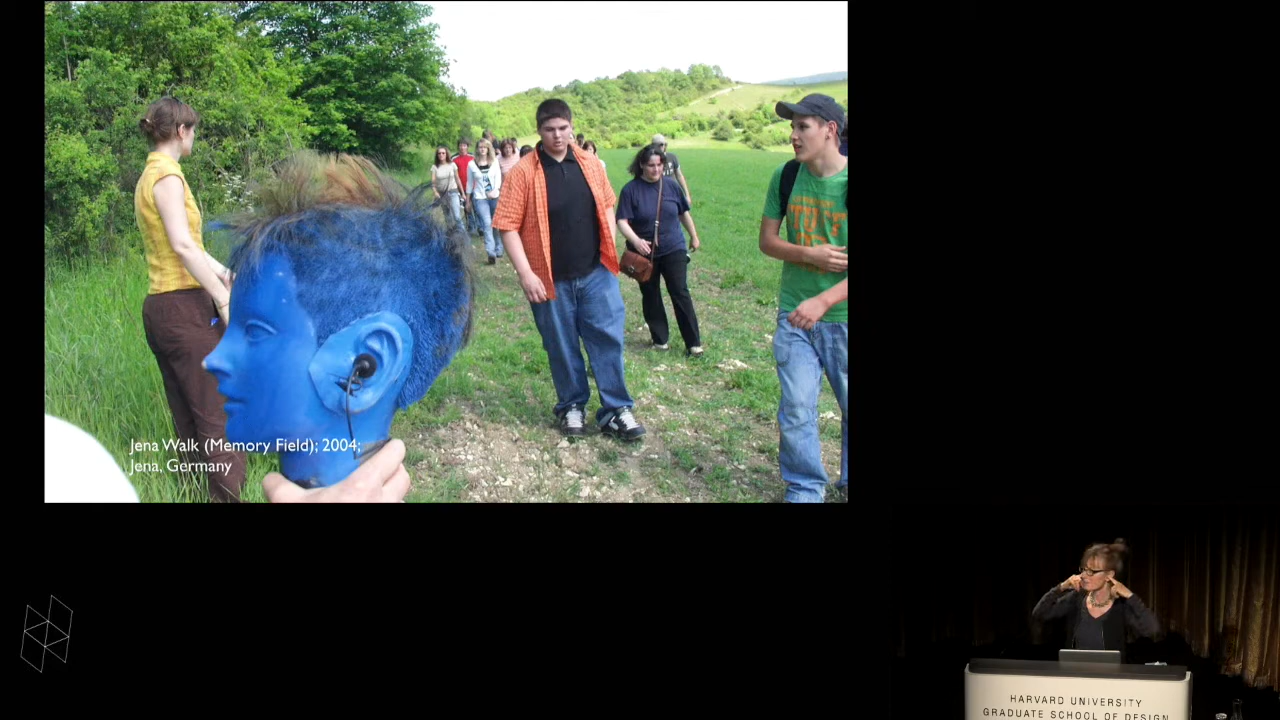 Jena Walk (Memory Field); 2004;
Jena, Germany
HARVARD UNIVERSITY
GRADUATE SCHOOL OF DESIGN